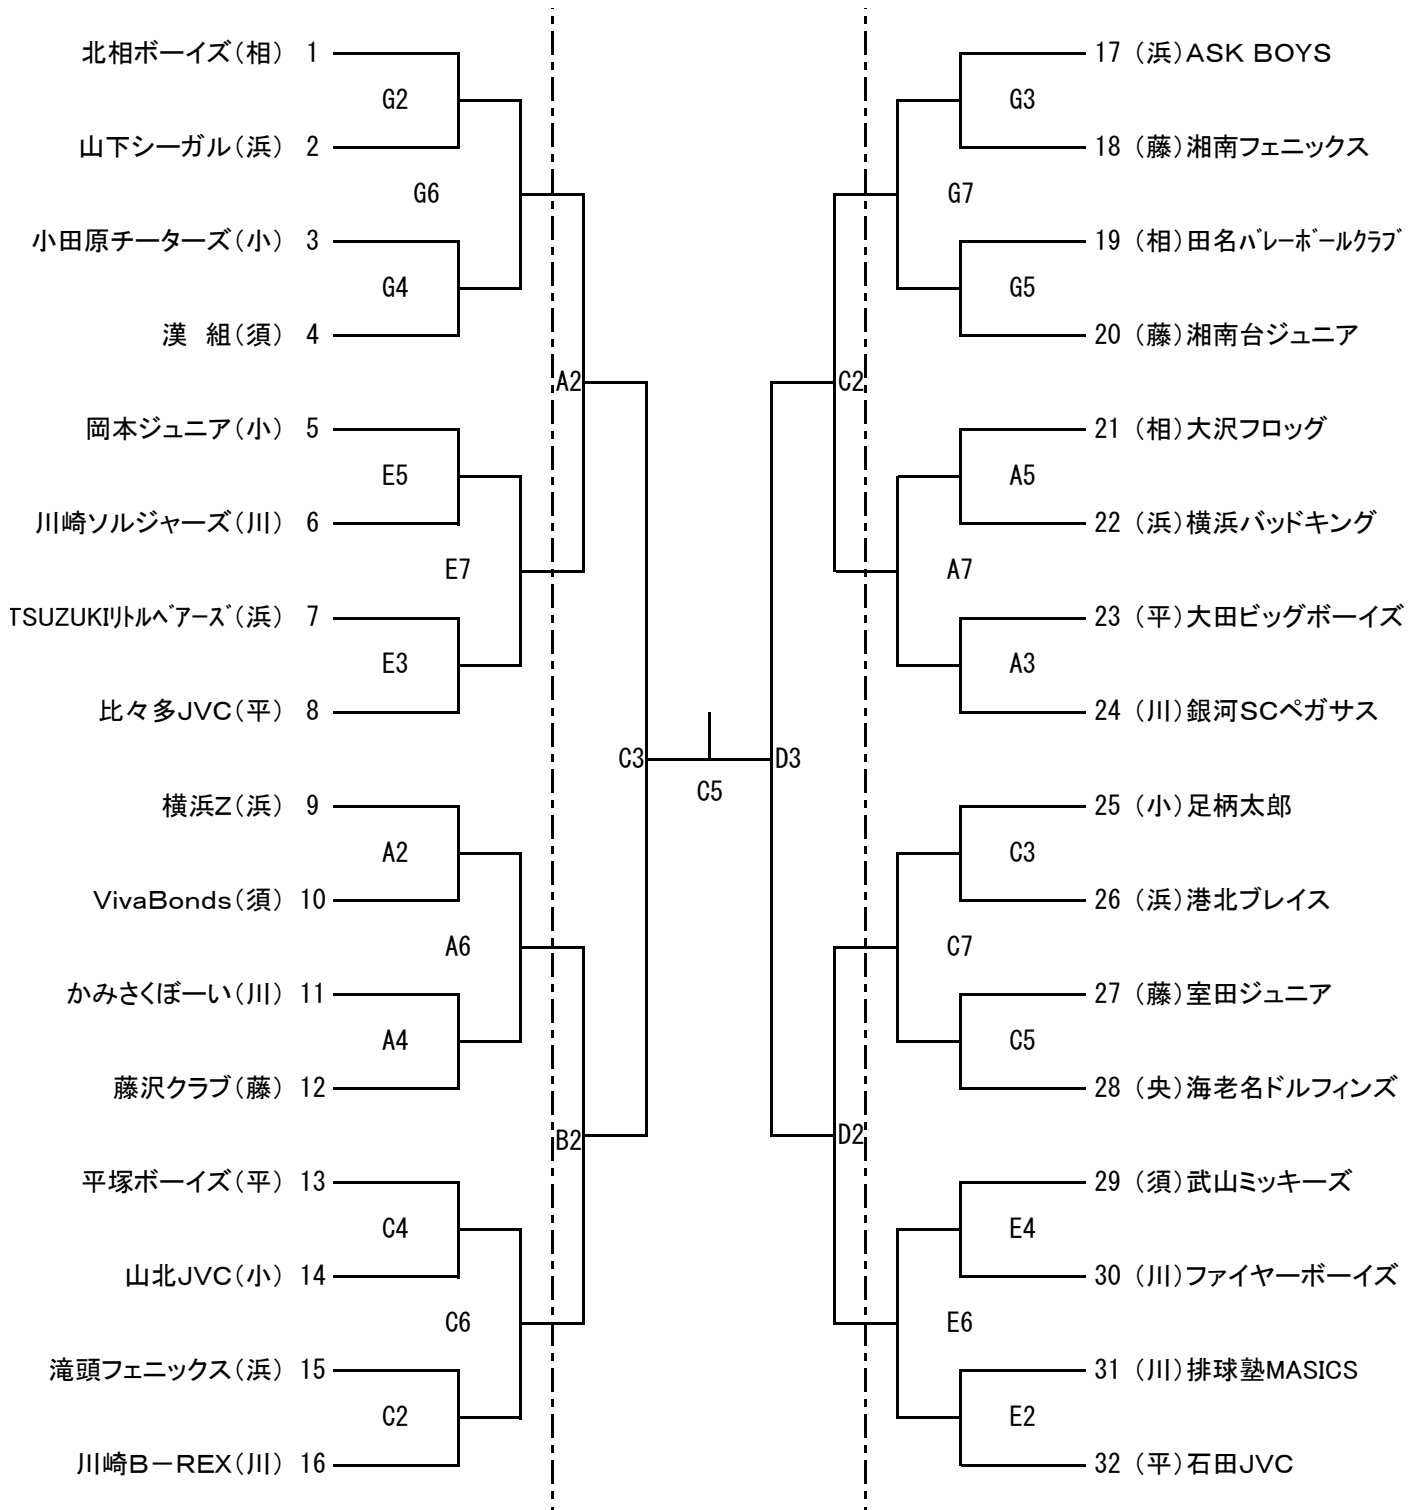 北相ボーイズ(相) 1
G2
山下シーガル(浜) 2
G6
小田原チーターズ(小) 3
G4
漢 組(須) 4
A2
岡本ジュニア(小) 5
E5
川崎ソルジャーズ(川) 6
E7
TSUZUKIリトルベアーズ(浜) 7
E3
比々多JVC(平) 8
C3
横浜Z(浜) 9
A2
VivaBonds(須) 10
A6
かみさくぼーい(川) 11
A4
藤沢クラブ(藤) 12
B2
平塚ボーイズ(平) 13
C4
山北JVC(小) 14
C6
滝頭フェニックス(浜) 15
C2
川崎B-REX(川) 16
C5
17 (浜)ASK BOYS
G3
18 (藤)湘南フェニックス
G7
19 (相)田名バレーボールクラブ
G5
20 (藤)湘南台ジュニア
C2
21 (相)大沢フロッグ
A5
22 (浜)横浜バッドキング
A7
23 (平)大田ビッグボーイズ
A3
24 (川)銀河SCペガサス
D3
25 (小)足柄太郎
C3
26 (浜)港北ブレイス
C7
27 (藤)室田ジュニア
C5
28 (央)海老名ドルフィンズ
D2
29 (須)武山ミッキーズ
E4
30 (川)ファイヤーボーイズ
E6
31 (川)排球塾MASICS
E2
32 (平)石田JVC